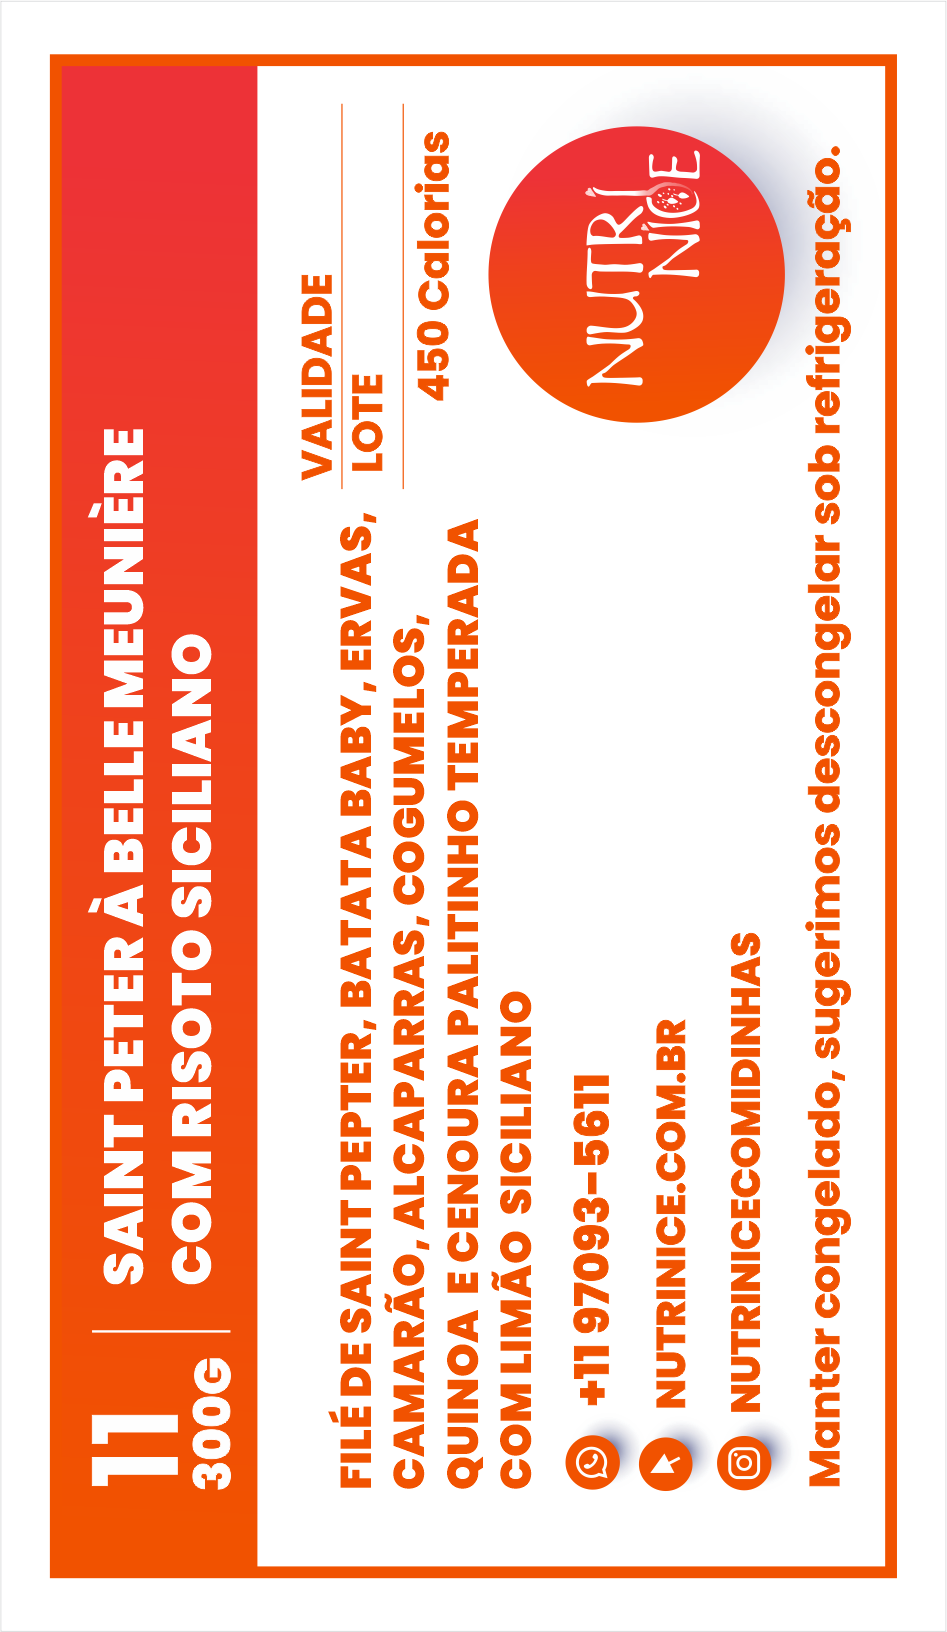 11
300G
SAINT PETER À BELLE MEUNIÈRE
COM RISOTO SICILIANO
FILÉ DE SAINT PEPTER, BATATA BABY, ERVAS,
CAMARÃO, ALCAPARRAS, COGUMELOS,
QUINOA E CENOURA PALITINHO TEMPERADA
COM LIMÃO SICILIANO
VALIDADE
LOTE
450 Calorias
+11 97093-5611
NUTRINICE.COM.BR
NUTRINICECOMIDINHAS
NUTRÍ
NICE
Manter congelado, sugerimos descongelar sob refrigeração.